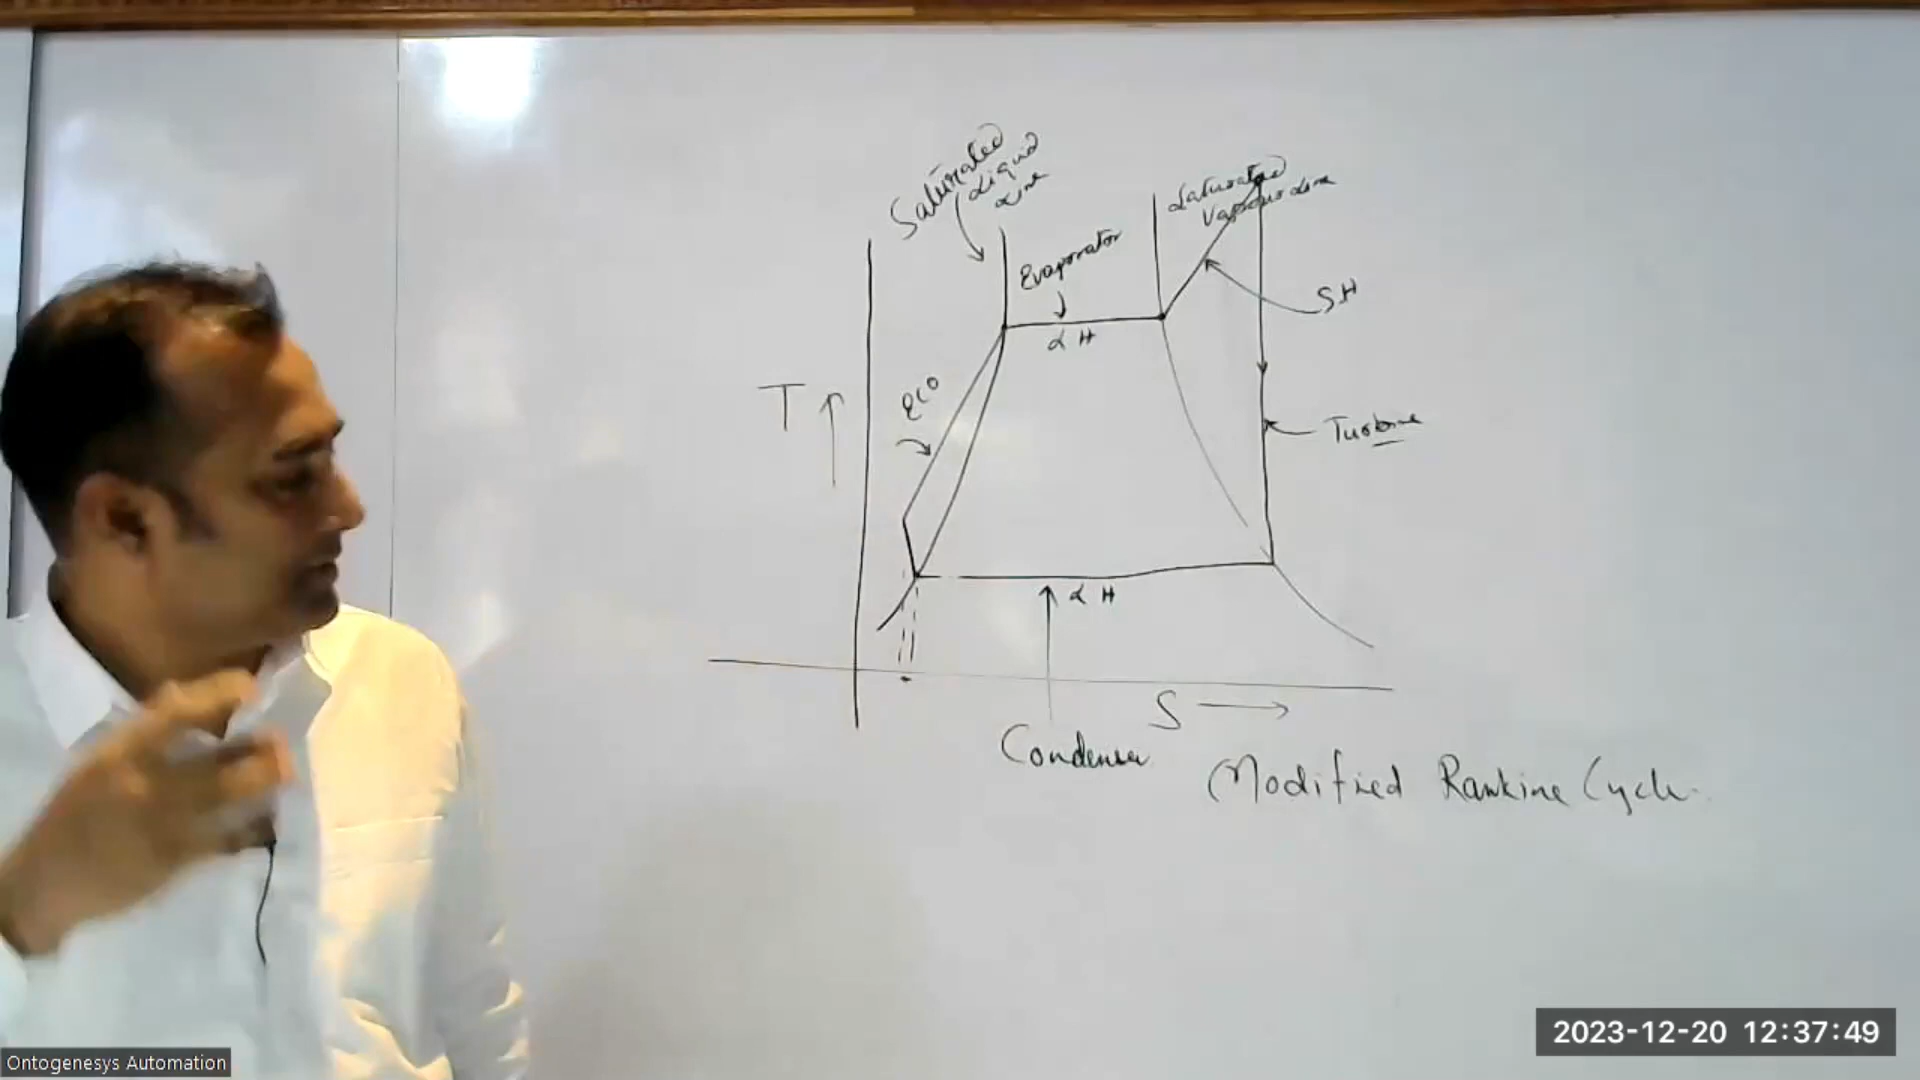 Saturated
Liquid
Line
Saturated
Vapour Line
Evaporator
SH
LH
ECO
T
Turbine
LH
S
Condenser
Modified Rankine Cycle
2023-12-20 12:37:49
Ontogenesys Automation